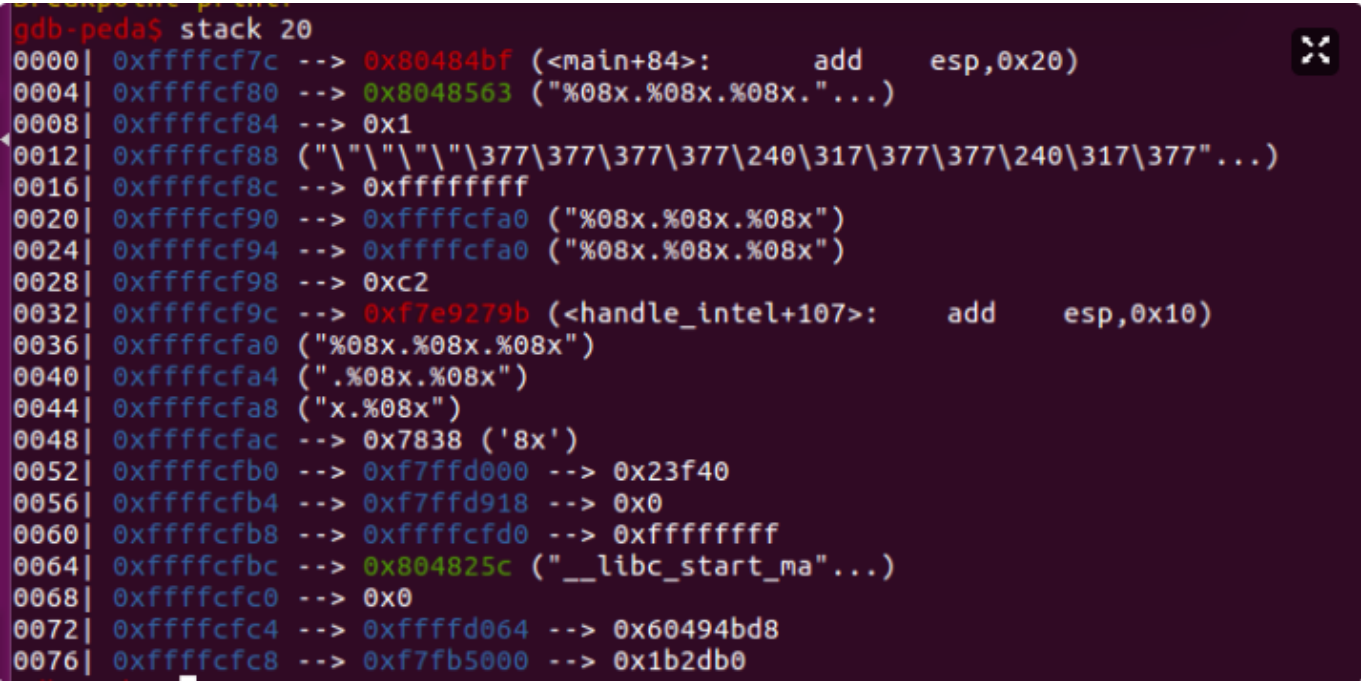 gdb-peda$ stack 20
0000| 0xffffcf7c --> 0x80484bf (<main+84>:	add	esp,0x20)
0004| 0xffffcf80 --> 0x8048563 ("%08x.%08x.%08x."...)
0008| 0xffffcf84 --> 0x1
0012| 0xffffcf88 ("\"\"\"\"\377\377\377\377\240\317\377\377\240\317\377"...)
0016| 0xffffcf8c --> 0xffffffff
0020| 0xffffcf90 --> 0xffffcfa0 ("%08x.%08x.%08x")
0024| 0xffffcf94 --> 0xffffcfa0 ("%08x.%08x.%08x")
0028| 0xffffcf98 --> 0xc2
0032| 0xffffcf9c --> 0xf7e9279b (<handle_intel+107>:	add	esp,0x10)
0036| 0xffffcfa0 ("%08x.%08x.%08x")
0040| 0xffffcfa4 (".%08x.%08x")
0044| 0xffffcfa8 ("x.%08x")
0048| 0xffffcfac --> 0x7838 ('8x')
0052| 0xffffcfb0 --> 0xf7ffd000 --> 0x23f40
0056| 0xffffcfb4 --> 0xf7ffd918 --> 0x0
0060| 0xffffcfb8 --> 0xffffcfd0 --> 0xffffffff
0064| 0xffffcfbc --> 0x804825c ("__libc_start_ma"...)
0068| 0xffffcfc0 --> 0x0
0072| 0xffffcfc4 --> 0xffffd064 --> 0x60494bd8
0076| 0xffffcfc8 --> 0xf7fb5000 --> 0x1b2db0